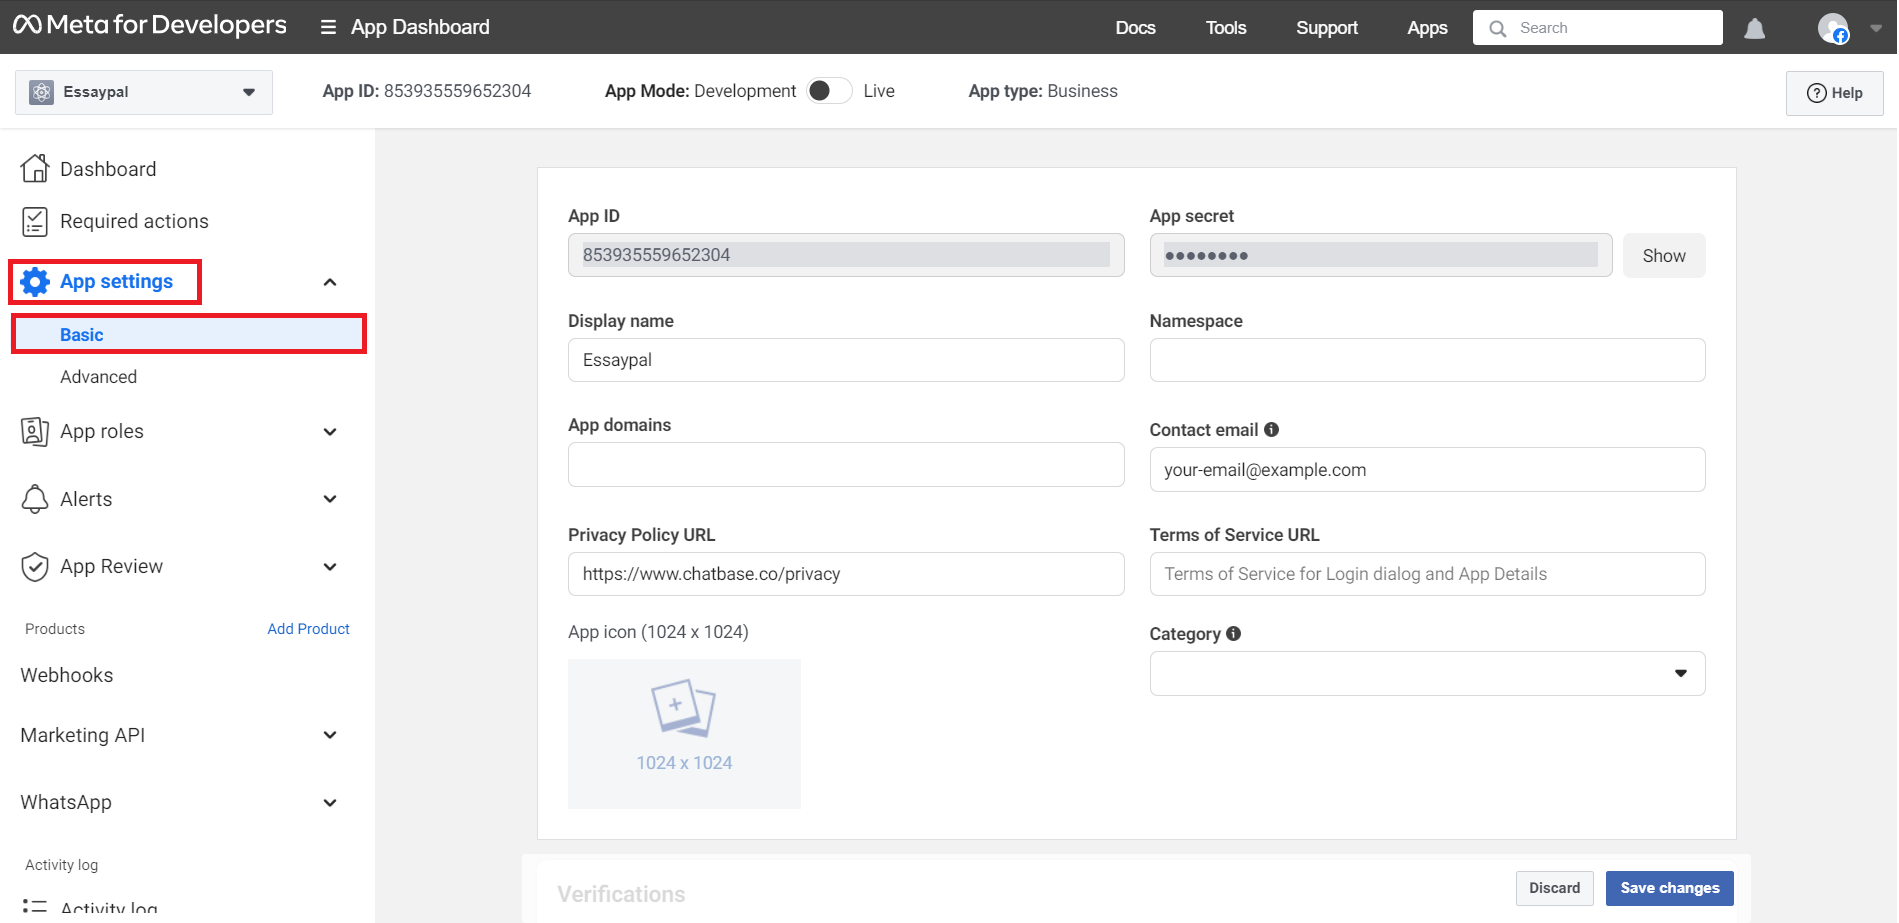 Meta for Developers
App Dashboard
Docs
Tools
Support
Apps
Search
Essaypal
App ID: 853935559652304
App Mode: Development
Live
App type: Business
Help
Dashboard
Required actions
App settings
Basic
Advanced
App roles
Alerts
App Review
Products
Add Product
Webhooks
Marketing API
WhatsApp
Activity log
Activity log
App ID
853935559652304
App secret
••••••••
Show
Display name
Essaypal
Namespace
App domains
Contact email
your-email@example.com
Privacy Policy URL
https://www.chatbase.co/privacy
Terms of Service URL
Terms of Service for Login dialog and App Details
App icon (1024 x 1024)
1024 x 1024
Category
Verifications
Discard
Save changes